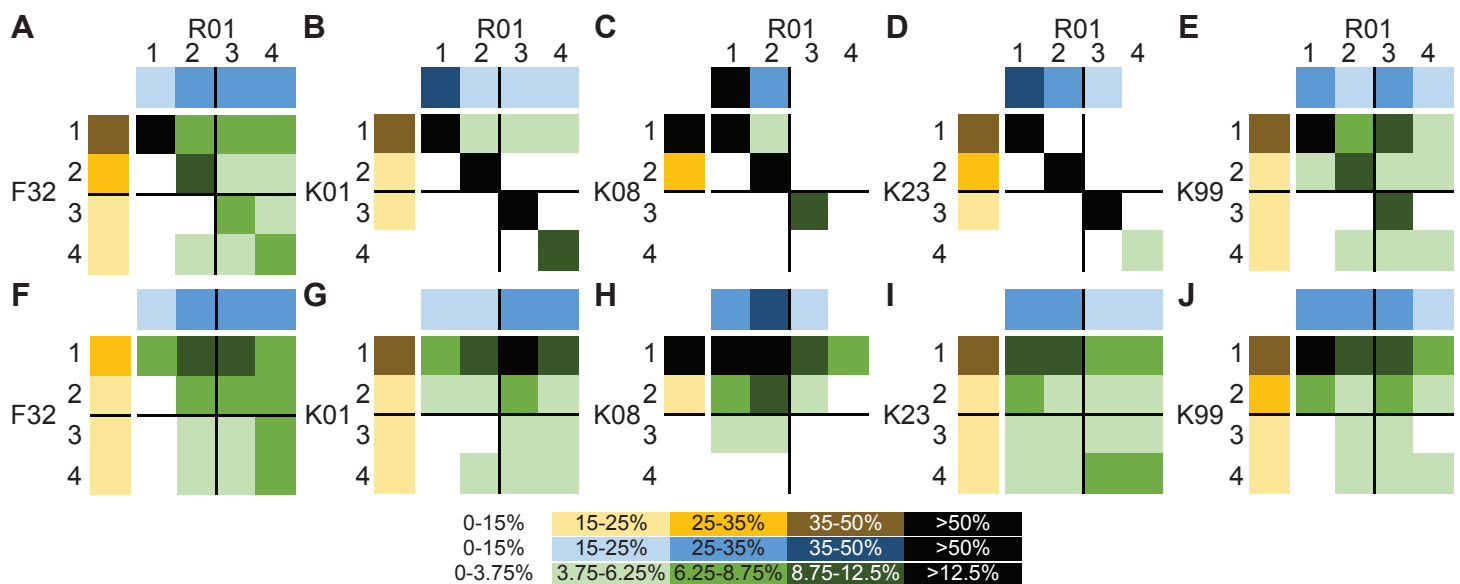 A R01 B R01 C R01 D R01 E R01
1 2 3 4 1 2 3 4 1 2 3 4 1 2 3 4 1 2 3 4
1 1 1 1 1
2 2 2 2 2
F32 K01 K08 K23 K99
3 3 3 3 3
4 4 4 4 4
F G H I J
1 1 1 1 1
2 2 2 2 2
F32 K01 K08 K23 K99
3 3 3 3 3
4 4 4 4 4
0-15% 15-25% 25-35% 35-50% >50%
0-15% 15-25% 25-35% 35-50% >50%
0-3.75% 3.75-6.25% 6.25-8.75% 8.75-12.5% >12.5%